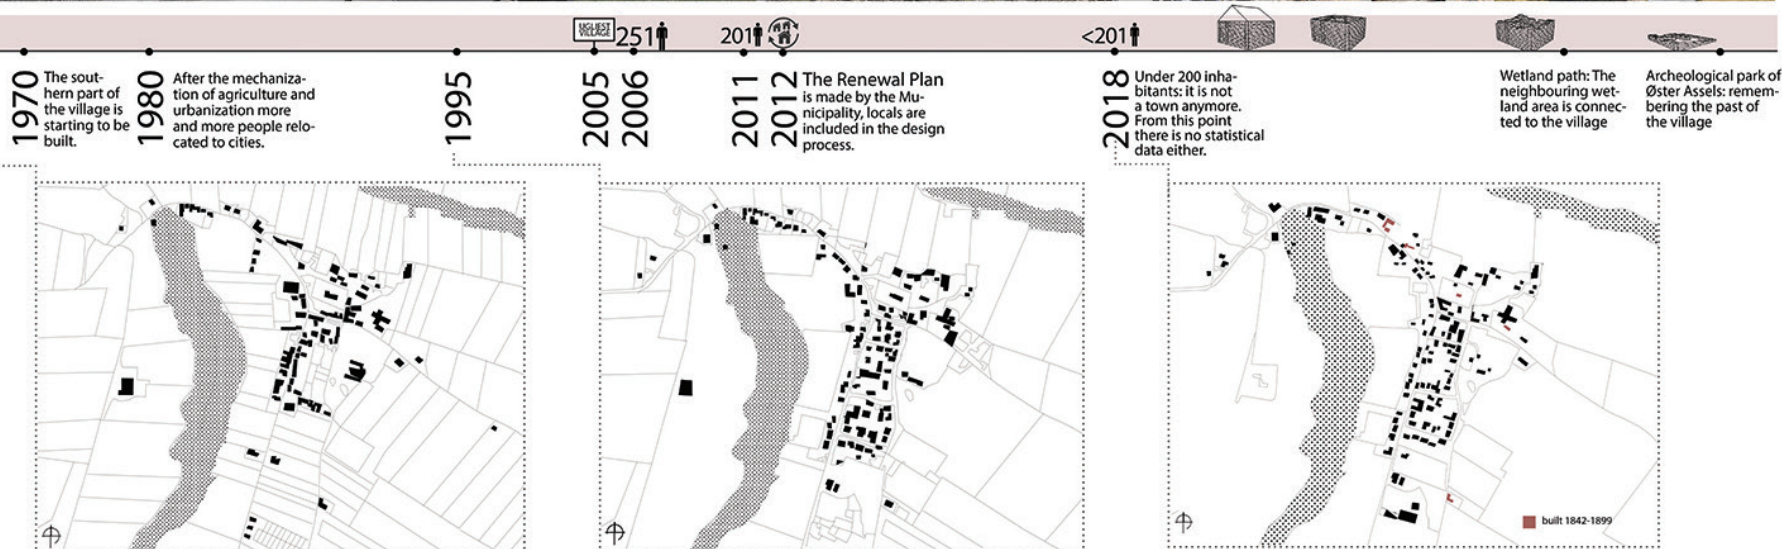 UGLIEST
VILLAGE
251
201
<201
1970
The sout-
hern part of
the village is
starting to be
built.
1980
After the mechaniza-
tion of agriculture and
urbanization more
and more people relo-
cated to cities.
1995
2005
2006
2011
2012
The Renewal Plan
is made by the Mu-
nicipality, locals are
included in the design
process.
2018
Under 200 inha-
bitants: it is not
a town anymore.
From this point
there is no statistical
data either.
Wetland path: The
neighbouring wet-
land area is connec-
ted to the village
Archeological park of
Øster Assels: remem-
bering the past of
the village
built 1842-1899